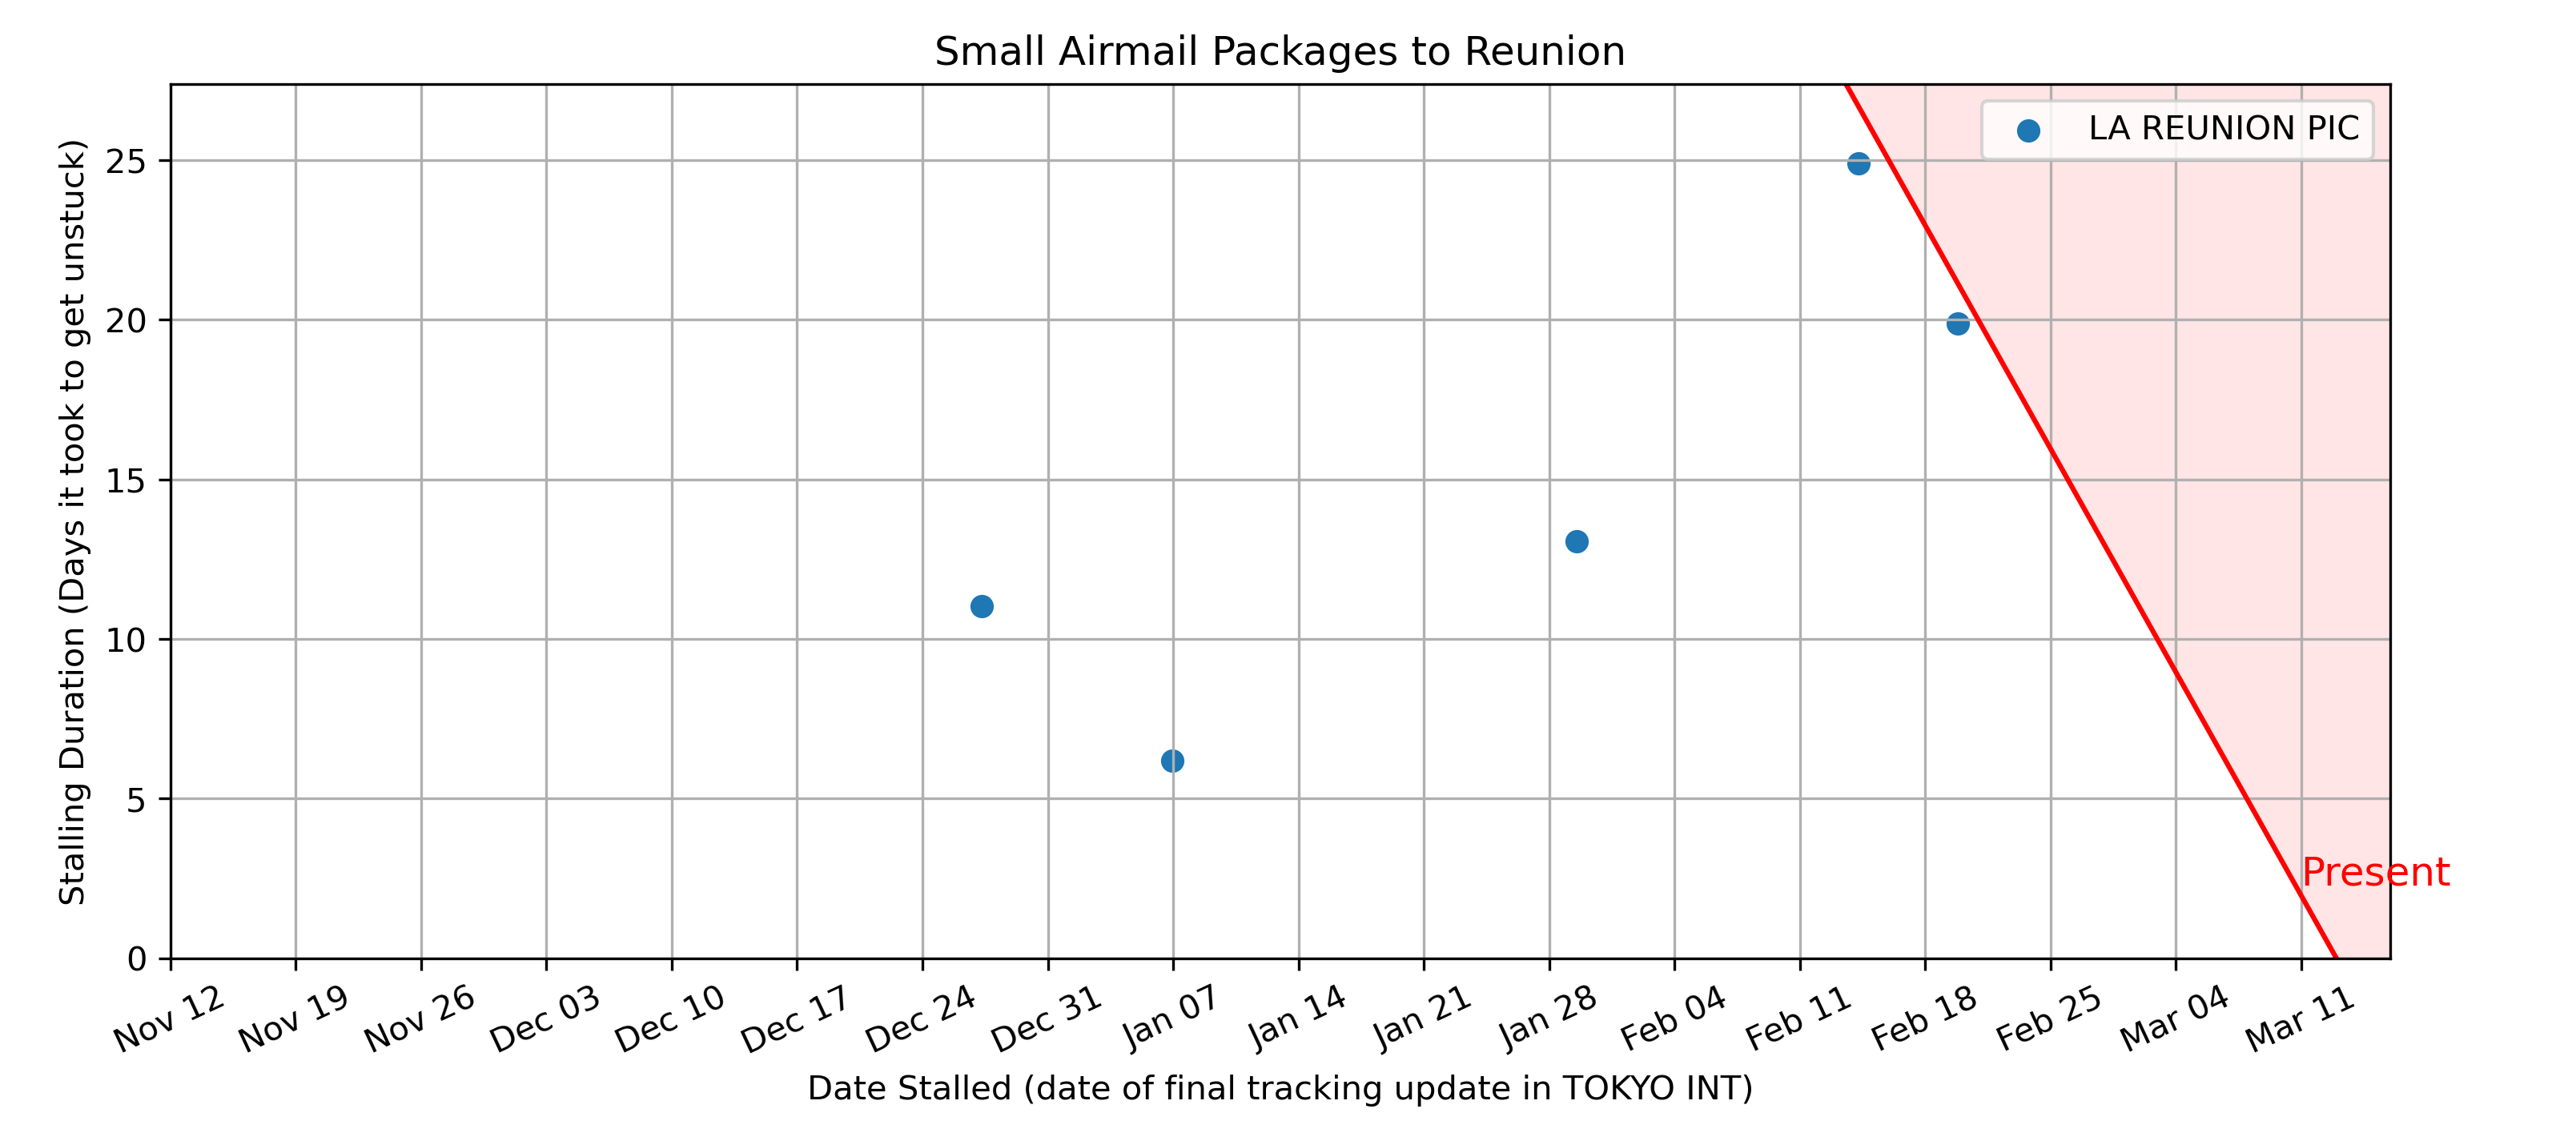 Small Airmail Packages to Reunion
LA REUNION PIC
Stalling Duration (Days it took to get unstuck)
25
20
15
10
5
0
Present
Nov 12
Nov 19
Nov 26
Dec 03
Dec 10
Dec 17
Dec 24
Dec 31
Jan 07
Jan 14
Jan 21
Jan 28
Feb 04
Feb 11
Feb 18
Feb 25
Mar 04
Mar 11
Date Stalled (date of final tracking update in TOKYO INT)